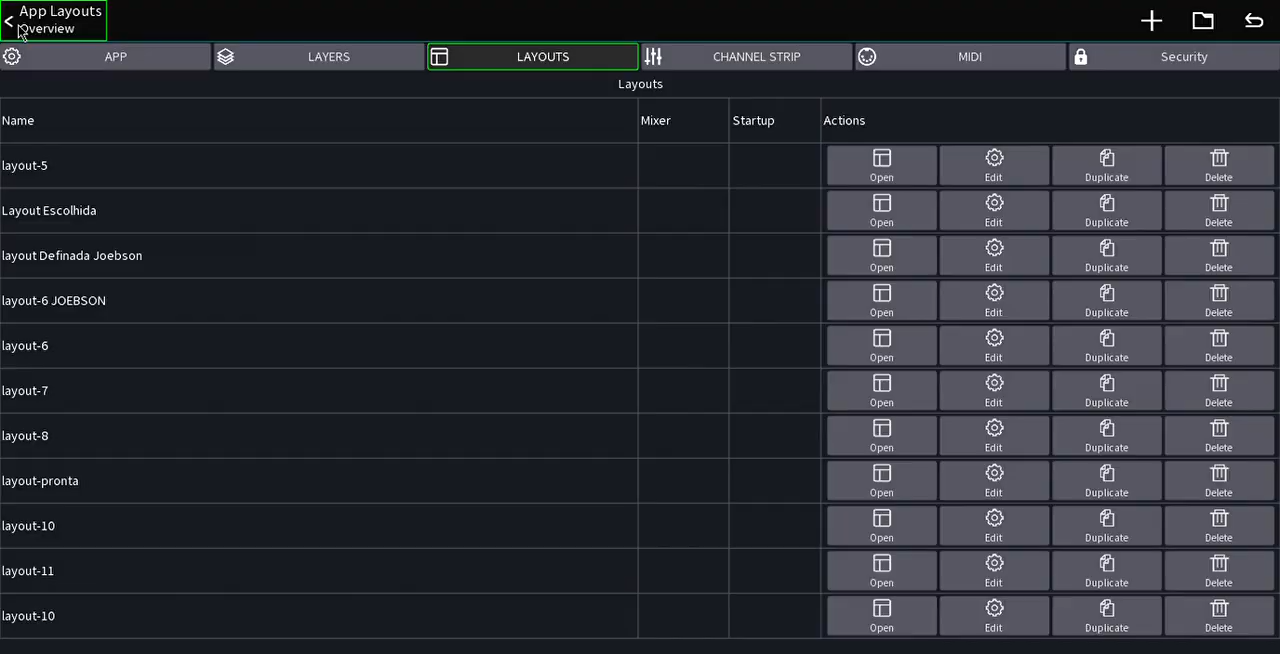 App Layouts
Overview
APP LAYERS LAYOUTS CHANNEL STRIP MIDI Security
Layouts
Name Mixer Startup Actions
layout-5 Open Edit Duplicate Delete
Layout Escolhida Open Edit Duplicate Delete
layout Definada Joebson Open Edit Duplicate Delete
layout-6 JOEBSON Open Edit Duplicate Delete
layout-6 Open Edit Duplicate Delete
layout-7 Open Edit Duplicate Delete
layout-8 Open Edit Duplicate Delete
layout-pronta Open Edit Duplicate Delete
layout-10 Open Edit Duplicate Delete
layout-11 Open Edit Duplicate Delete
layout-10 Open Edit Duplicate Delete